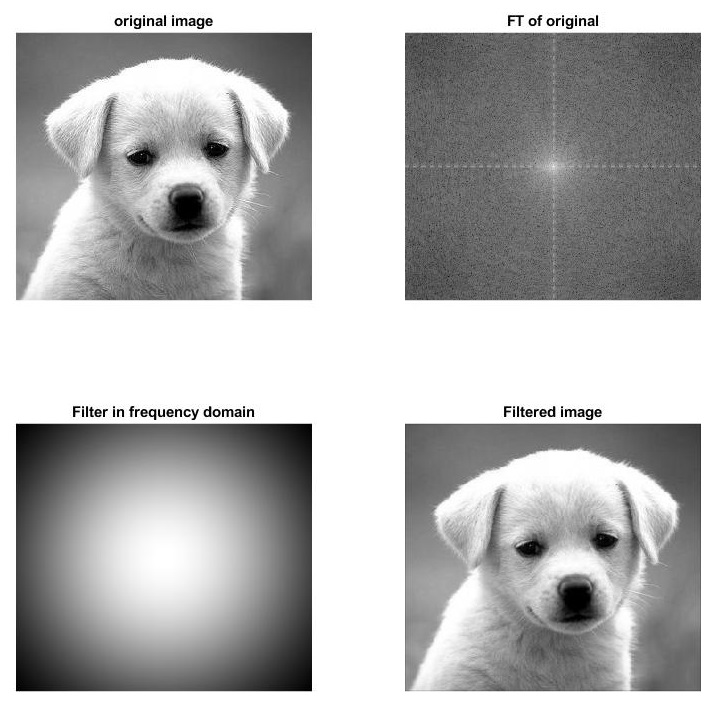 original image
FT of original
Filter in frequency domain
Filtered image